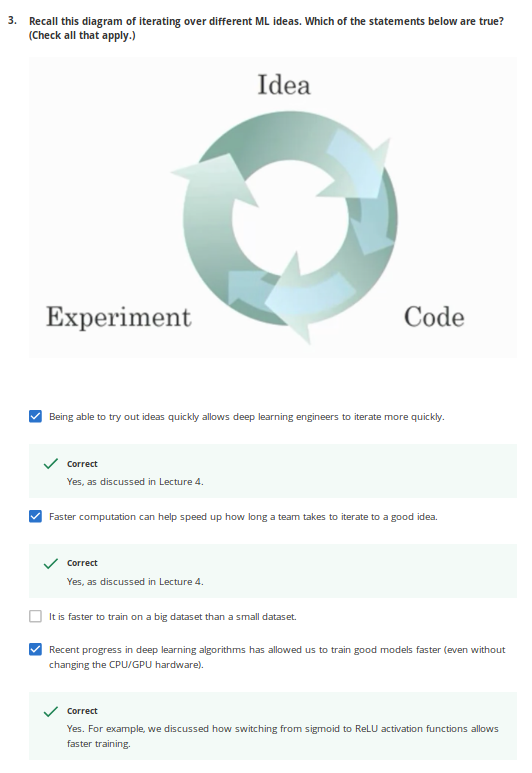 3. Recall this diagram of iterating over different ML ideas. Which of the statements below are true?
(Check all that apply.)
Idea
Experiment
Code
Being able to try out ideas quickly allows deep learning engineers to iterate more quickly.
Correct
Yes, as discussed in Lecture 4.
Faster computation can help speed up how long a team takes to iterate to a good idea.
Correct
Yes, as discussed in Lecture 4.
It is faster to train on a big dataset than a small dataset.
Recent progress in deep learning algorithms has allowed us to train good models faster (even without
changing the CPU/GPU hardware).
Correct
Yes. For example, we discussed how switching from sigmoid to ReLU activation functions allows
faster training.